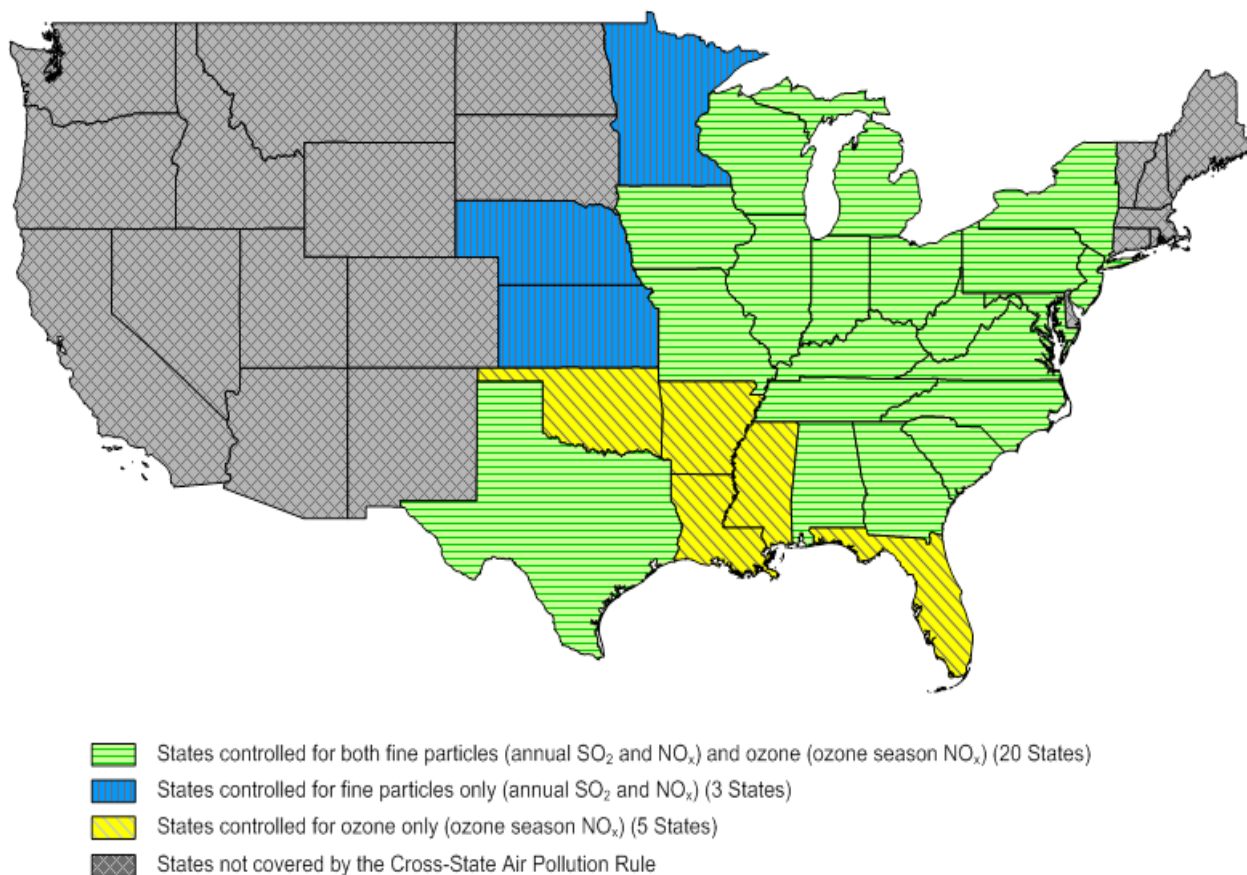 States controlled for both fine particles (annual SO₂ and NOₓ) and ozone (ozone season NOₓ) (20 States)
States controlled for fine particles only (annual SO₂ and NOₓ) (3 States)
States controlled for ozone only (ozone season NOₓ) (5 States)
States not covered by the Cross-State Air Pollution Rule